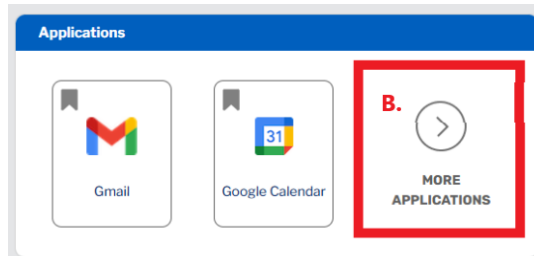 Applications
B.
31
Gmail
Google Calendar
MORE
APPLICATIONS